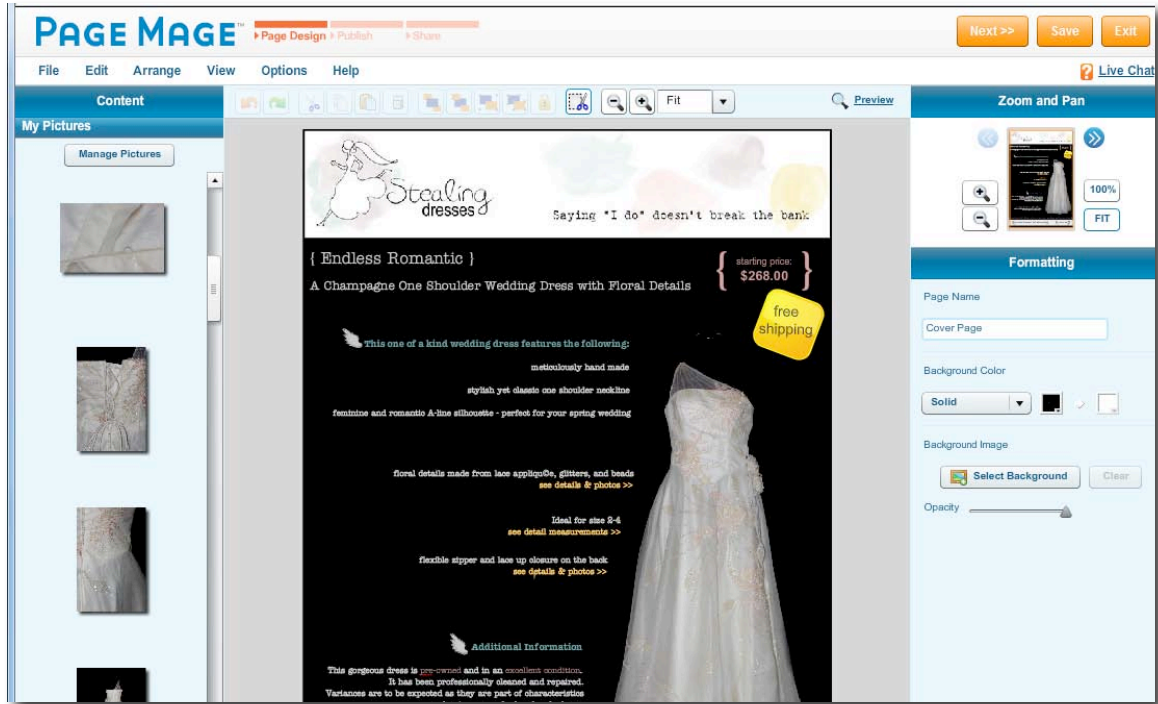 PAGE MAGE™
Page Design Publish Share
Next >> Save Exit
File Edit Arrange View Options Help
Live Chat
Content
My Pictures
Manage Pictures
Fit
Preview
Stealing
dresses
Saying "I do" doesn't break the bank
{ Endless Romantic }
A Champagne One Shoulder Wedding Dress with Floral Details
{ starting price: }
$268.00
free
shipping
This one of a kind wedding dress features the following:
meticulously hand made
stylish yet classic one shoulder neckline
feminine and romantic A-line silhouette - perfect for your spring wedding
floral details made from lace appliqu©e, glitters, and beads
see details & photos >>
Ideal for size 2-4
see detail measurements >>
flexible zipper and lace up closure on the back
see details & photos >>
Additional Information
This gorgeous dress is pre-owned and in an excellent condition.
It has been professionally cleaned and repaired.
Variances are to be expected as they are part of characteristics
Zoom and Pan
100%
FIT
Formatting
Page Name
Cover Page
Background Color
Solid
Background Image
Select Background Clear
Opacity